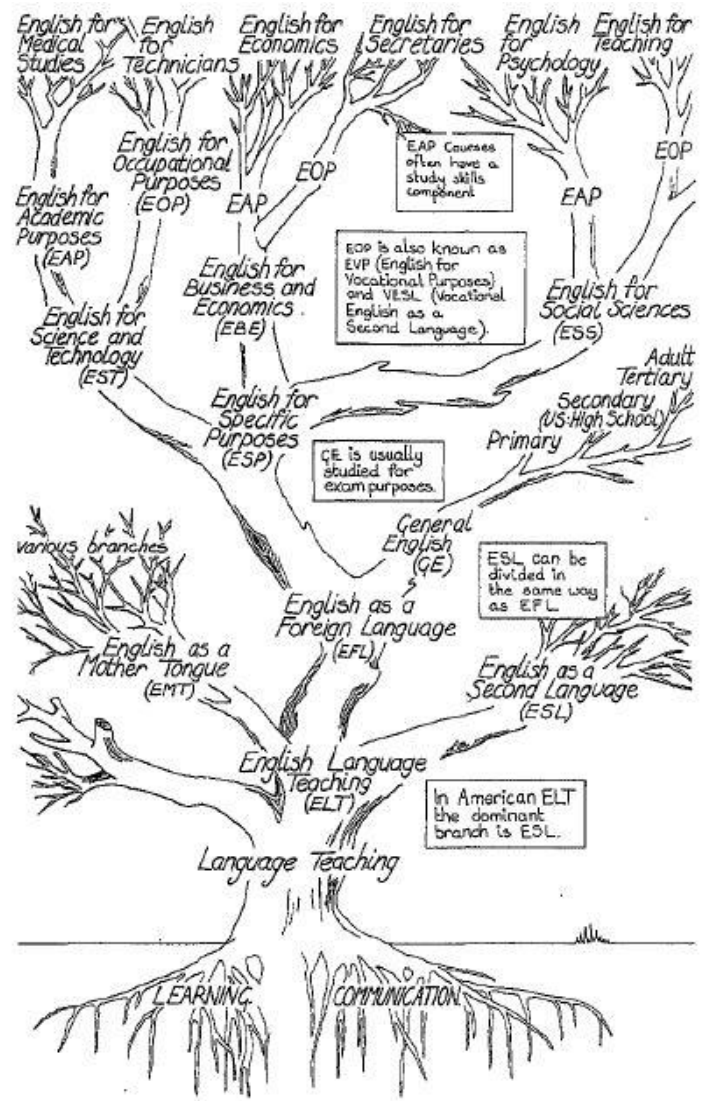 English for
Medical
Studies
English
for
Technicians
English for
Economics
English for
Secretaries
English
for
Psychology
English for
Teaching
English for
Occupational
Purposes
(EOP)
EAP Courses
often have a
study skills
component
EOP
EOP
English for
Academic
Purposes
(EAP)
EAP
EAP
EOP is also known as
EVP (English for
Vocational Purposes)
and VESL (Vocational
English as a
Second Language).
English for
Business and
Economics
(EBE)
English for
Social Sciences
(ESS)
English for
Science and
Technology
(EST)
Adult
Tertiary
Secondary
(US:High School)
Primary
English for
Specific
Purposes
(ESP)
GE is usually
studied for
exam purposes.
General
English
(GE)
various branches
ESL can be
divided in
the same way
as EFL.
English as a
Foreign Language
(EFL)
English as a
Mother Tongue
(EMT)
English as a
Second Language
(ESL)
English Language
Teaching
(ELT)
In American ELT
the dominant
branch is ESL.
Language Teaching
LEARNING
COMMUNICATION